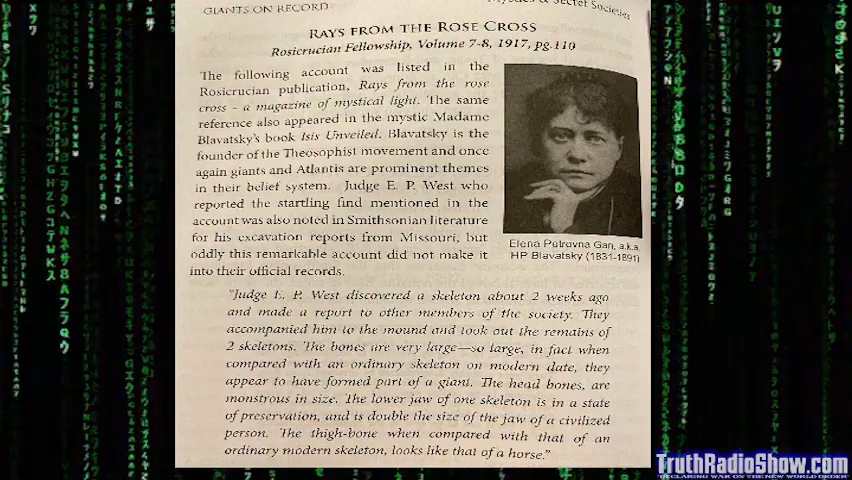 GIANTS ON RECORD
Mystics & Secret Societies
RAYS FROM THE ROSE CROSS
Rosicrucian Fellowship, Volume 7-8, 1917, pg.110
The following account was listed in the
Rosicrucian publication, Rays from the rose
cross - a magazine of mystical light. The same
reference also appeared in the mystic Madame
Blavatsky's book Isis Unveiled. Blavatsky is the
founder of the Theosophist movement and once
again giants and Atlantis are prominent themes
in their belief system. Judge E. P. West who
reported the startling find mentioned in the
account was also noted in Smithsonian literature
for his excavation reports from Missouri, but
oddly this remarkable account did not make it
into their official records.
Elena Petrovna Gan, a.k.a.
HP Blavatsky (1831-1891)
"Judge E. P. West discovered a skeleton about 2 weeks ago
and made a report to other members of the society. They
accompanied him to the mound and took out the remains of
2 skeletons. The bones are very large—so large, in fact when
compared with an ordinary skeleton on modern date, they
appear to have formed part of a giant. The head bones, are
monstrous in size. The lower jaw of one skeleton is in a state
of preservation, and is double the size of the jaw of a civilized
person. The thigh-bone when compared with that of an
ordinary modern skeleton, looks like that of a horse."
TruthRadioShow.com
DECLARING WAR ON THE NEW WORLD ORDER